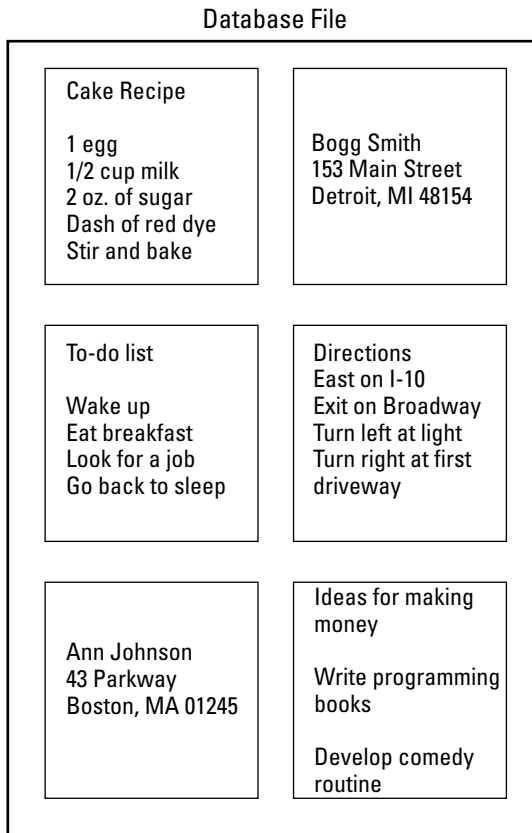 Database File
Cake Recipe
1 egg
1/2 cup milk
2 oz. of sugar
Dash of red dye
Stir and bake
Bogg Smith
153 Main Street
Detroit, MI 48154
To-do list
Wake up
Eat breakfast
Look for a job
Go back to sleep
Directions
East on I-10
Exit on Broadway
Turn left at light
Turn right at first
driveway
Ann Johnson
43 Parkway
Boston, MA 01245
Ideas for making
money
Write programming
books
Develop comedy
routine